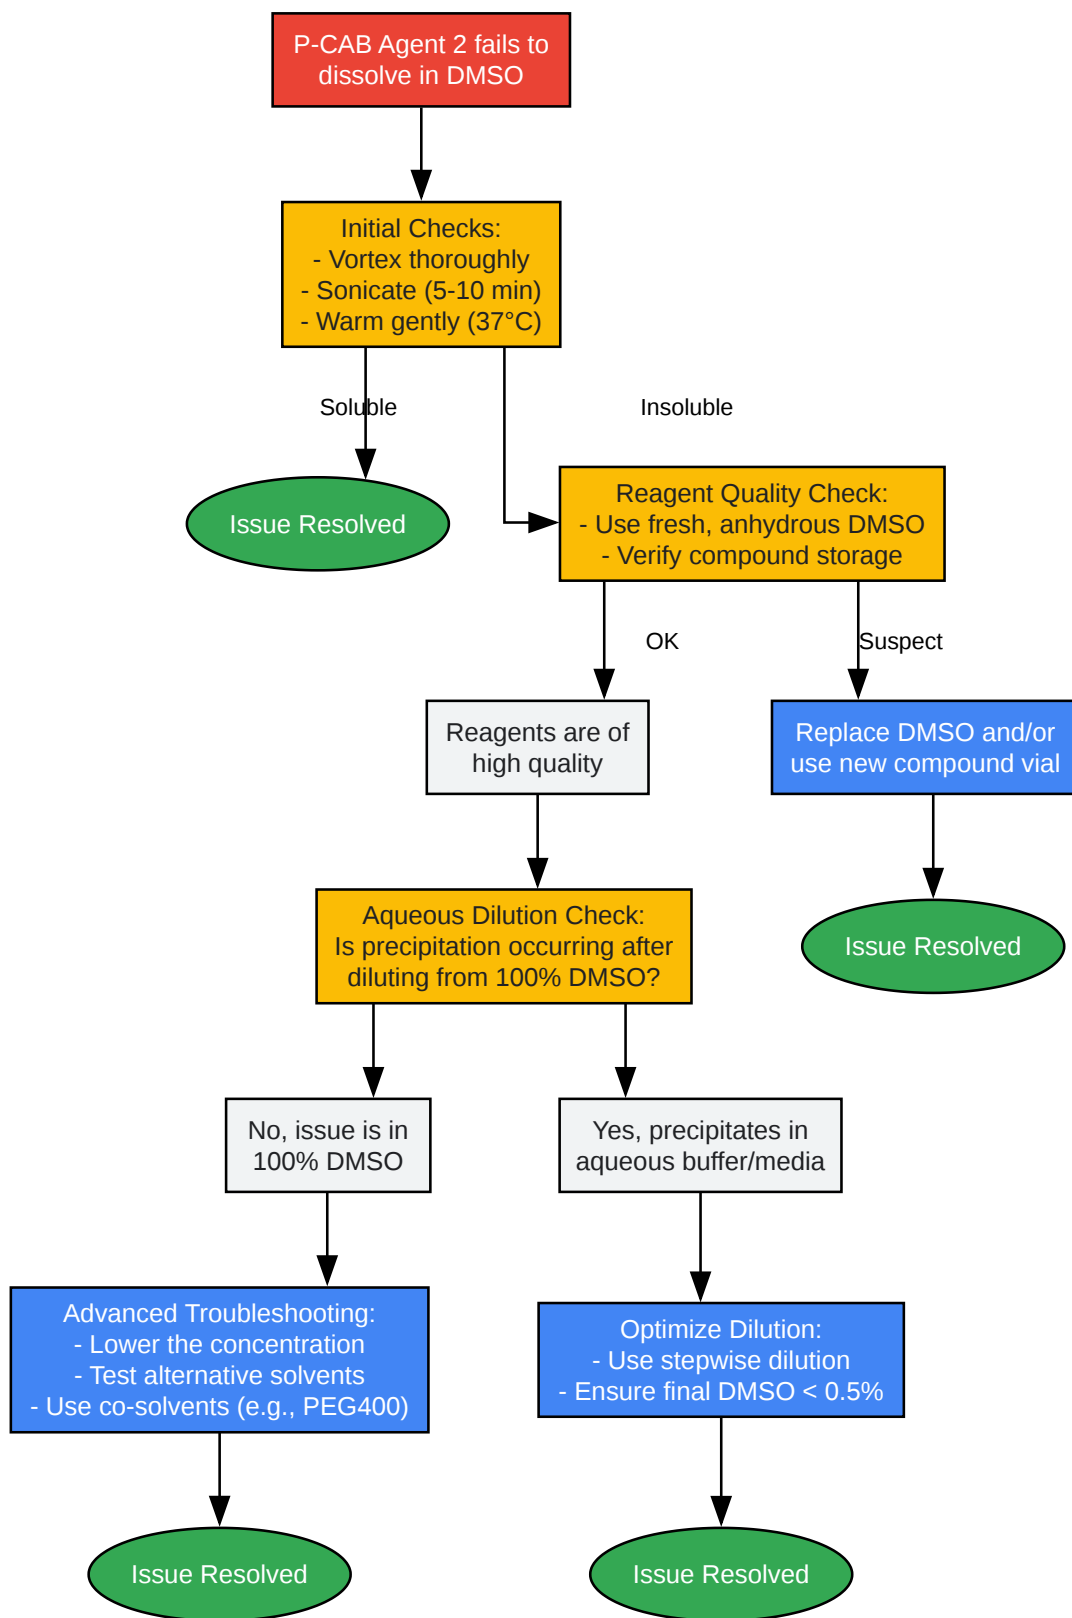 P-CAB Agent 2 fails to
dissolve in DMSO
Initial Checks:
- Vortex thoroughly
- Sonicate (5-10 min)
- Warm gently (37°C)
Soluble
Insoluble
Issue Resolved
Reagent Quality Check:
- Use fresh, anhydrous DMSO
- Verify compound storage
OK
Suspect
Reagents are of
high quality
Replace DMSO and/or
use new compound vial
Aqueous Dilution Check:
Is precipitation occurring after
diluting from 100% DMSO?
Issue Resolved
No, issue is in
100% DMSO
Yes, precipitates in
aqueous buffer/media
Advanced Troubleshooting:
- Lower the concentration
- Test alternative solvents
- Use co-solvents (e.g., PEG400)
Optimize Dilution:
- Use stepwise dilution
- Ensure final DMSO < 0.5%
Issue Resolved
Issue Resolved